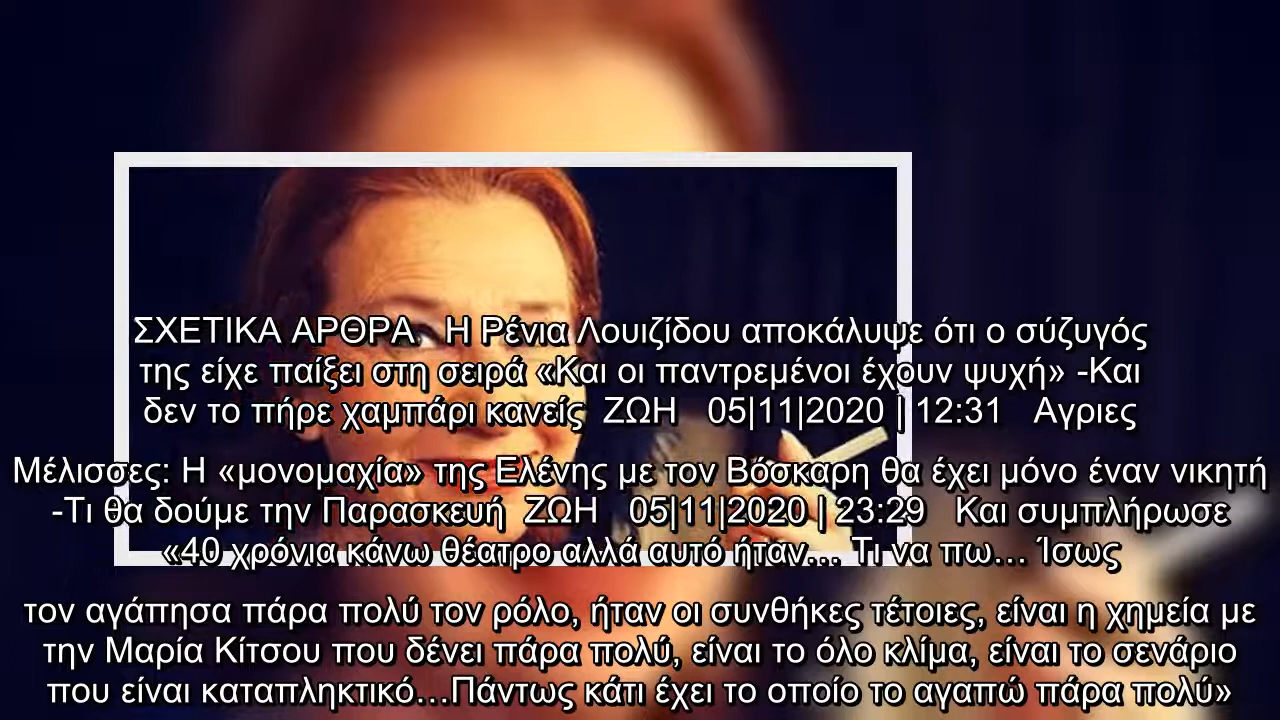 ΣΧΕΤΙΚΑ ΑΡΘΡΑ. Η Ρένια Λουιζίδου αποκάλυψε ότι ο σύζυγός
της είχε παίξει στη σειρά «Και οι παντρεμένοι έχουν ψυχή» -Και
δεν το πήρε χαμπάρι κανείς ΖΩΗ 05|11|2020 | 12:31 Αγριες
Μέλισσες: Η «μονομαχία» της Ελένης με τον Βόσκαρη θα έχει μόνο έναν νικητή
-Τι θα δούμε την Παρασκευή ΖΩΗ 05|11|2020 | 23:29 Και συμπλήρωσε
«40 χρόνια κάνω θέατρο αλλά αυτό ήταν… Τι να πω… Ίσως
τον αγάπησα πάρα πολύ τον ρόλο, ήταν οι συνθήκες τέτοιες, είναι η χημεία με
την Μαρία Κίτσου που δένει πάρα πολύ, είναι το όλο κλίμα, είναι το σενάριο
που είναι καταπληκτικό…Πάντως κάτι έχει το οποίο το αγαπώ πάρα πολύ»